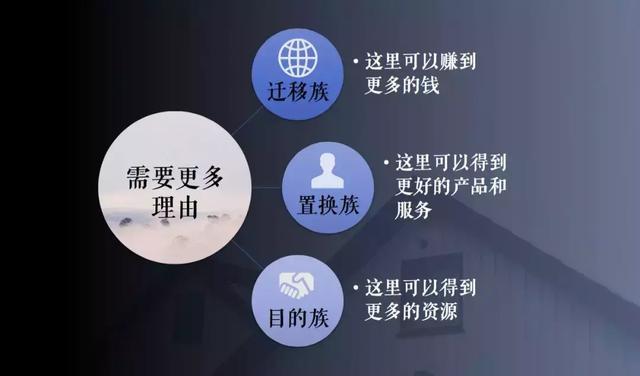 需要更多
理由
迁移族
• 这里可以赚到
更多的钱
置换族
• 这里可以得到
更好的产品和
服务
目的族
• 这里可以得到
更多的资源